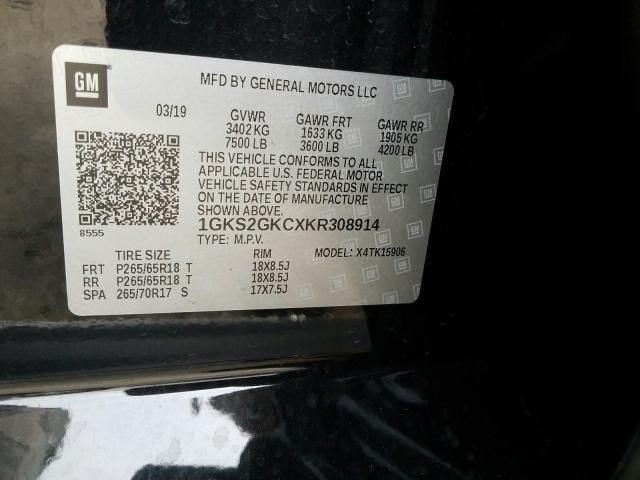 GM
MFD BY GENERAL MOTORS LLC
03/19 GVWR GAWR FRT GAWR RR
3402 KG 1633 KG 1905 KG
7500 LB 3600 LB 4200 LB
THIS VEHICLE CONFORMS TO ALL
APPLICABLE U.S. FEDERAL MOTOR
VEHICLE SAFETY STANDARDS IN EFFECT
ON THE DATE OF MANUFACTURE
SHOWN ABOVE.
8555
1GKS2GKCXKR308914
TYPE: M.P.V. MODEL: X4TK15906
TIRE SIZE RIM
FRT P265/65R18 T 18X8.5J
RR P265/65R18 T 18X8.5J
SPA 265/70R17 S 17X7.5J